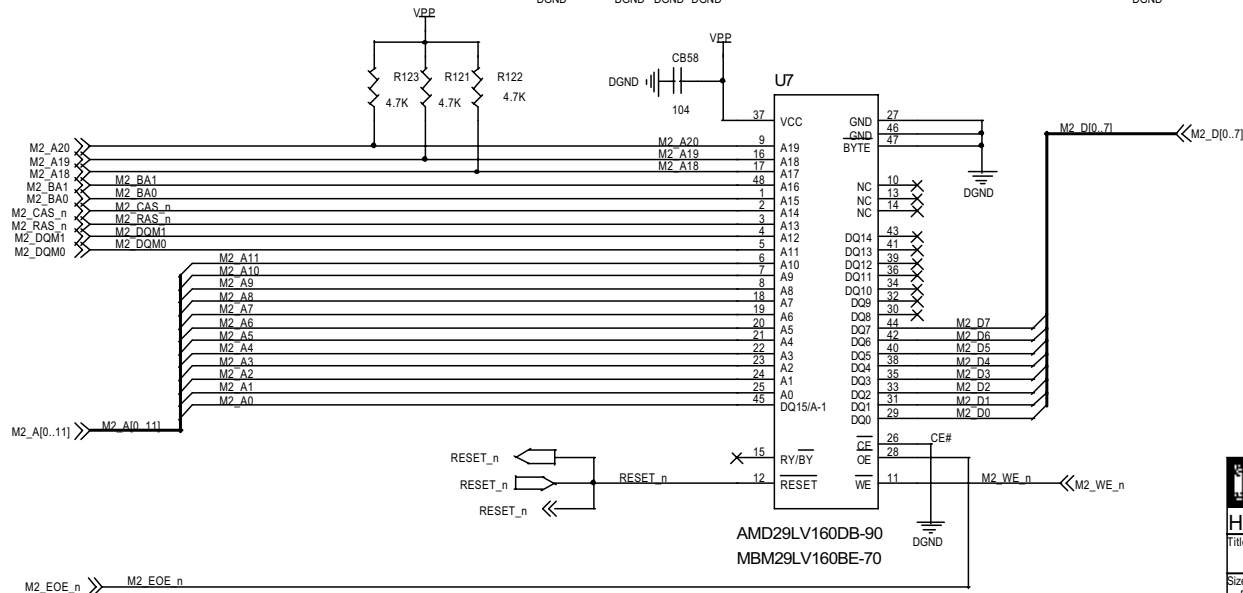 DGND DGND DGND DGND DGND
VPP
R123 R121 R122
4.7K 4.7K 4.7K
VPP
CB58
DGND
104
U7
37 VCC
9 A19
16 A18
17 A17
48 A16
1 A15
2 A14
3 A13
4 A12
5 A11
6 A10
7 A9
8 A8
18 A7
19 A6
20 A5
21 A4
22 A3
23 A2
24 A1
25 A0
45 DQ15/A-1
15 RY/BY
12 RESET
GND 27
GND 46
BYTE 47
DGND
NC 10
NC 13
NC 14
DQ14 43
DQ13 41
DQ12 39
DQ11 36
DQ10 34
DQ9 32
DQ8 30
DQ7 44 M2_D7
DQ6 42 M2_D6
DQ5 40 M2_D5
DQ4 38 M2_D4
DQ3 35 M2_D3
DQ2 33 M2_D2
DQ1 31 M2_D1
DQ0 29 M2_D0
CE 26 CE#
OE 28
WE 11 M2_WE_n M2_WE_n
DGND
M2_D[0..7] M2_D[0..7]
M2_A20 M2_A20
M2_A19 M2_A19
M2_A18 M2_A18
M2_BA1 M2_BA1
M2_BA0 M2_BA0
M2_CAS_n M2_CAS_n
M2_RAS_n M2_RAS_n
M2_DQM1 M2_DQM1
M2_DQM0 M2_DQM0
M2_A11
M2_A10
M2_A9
M2_A8
M2_A7
M2_A6
M2_A5
M2_A4
M2_A3
M2_A2
M2_A1
M2_A0
M2_A[0..11] M2_A[0..11]
RESET_n
RESET_n RESET_n
RESET_n
AMD29LV160DB-90
MBM29LV160BE-70
M2_EOE_n M2_EOE_n
H
Title
Size